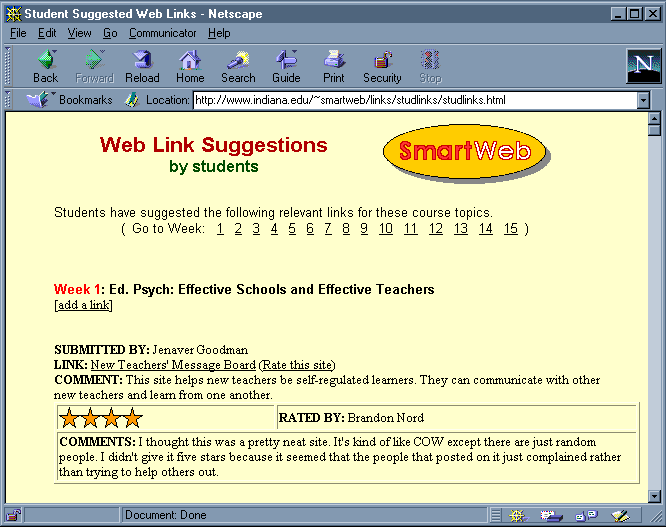 Student Suggested Web Links - Netscape
File Edit View Go Communicator Help
Back Forward Reload Home Search Guide Print Security Stop
N
Bookmarks Location: http://www.indiana.edu/~smartweb/links/studlinks/studlinks.html
Web Link Suggestions
by students
SmartWeb
Students have suggested the following relevant links for these course topics.
( Go to Week: 1 2 3 4 5 6 7 8 9 10 11 12 13 14 15 )
Week 1: Ed. Psych: Effective Schools and Effective Teachers
[add a link]
SUBMITTED BY: Jenaver Goodman
LINK: New Teachers' Message Board (Rate this site)
COMMENT: This site helps new teachers be self-regulated learners. They can communicate with other
new teachers and learn from one another.
RATED BY: Brandon Nord
COMMENTS: I thought this was a pretty neat site. It's kind of like COW except there are just random
people. I didn't give it five stars because it seemed that the people that posted on it just complained rather
than trying to help others out.
Document: Done